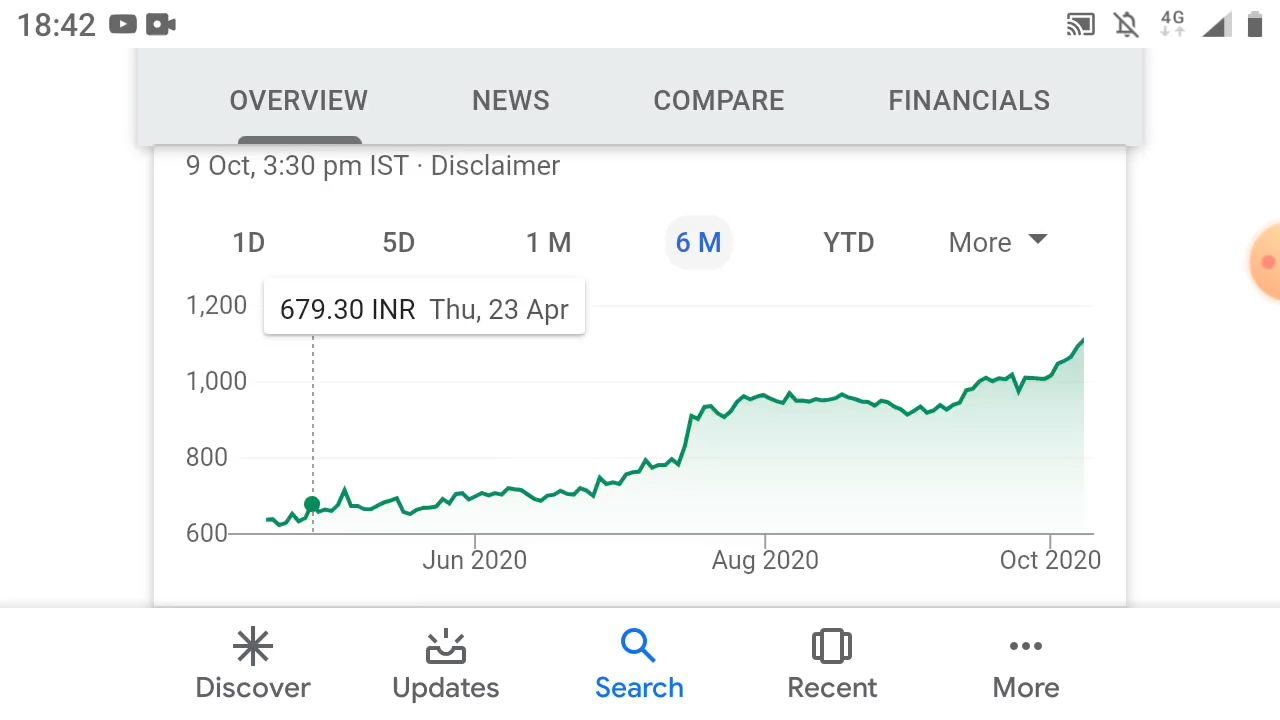 18:42
4G
OVERVIEW NEWS COMPARE FINANCIALS
9 Oct, 3:30 pm IST · Disclaimer
1D 5D 1 M 6 M YTD More
1,200
679.30 INR Thu, 23 Apr
1,000
800
600
Jun 2020 Aug 2020 Oct 2020
Discover Updates Search Recent More